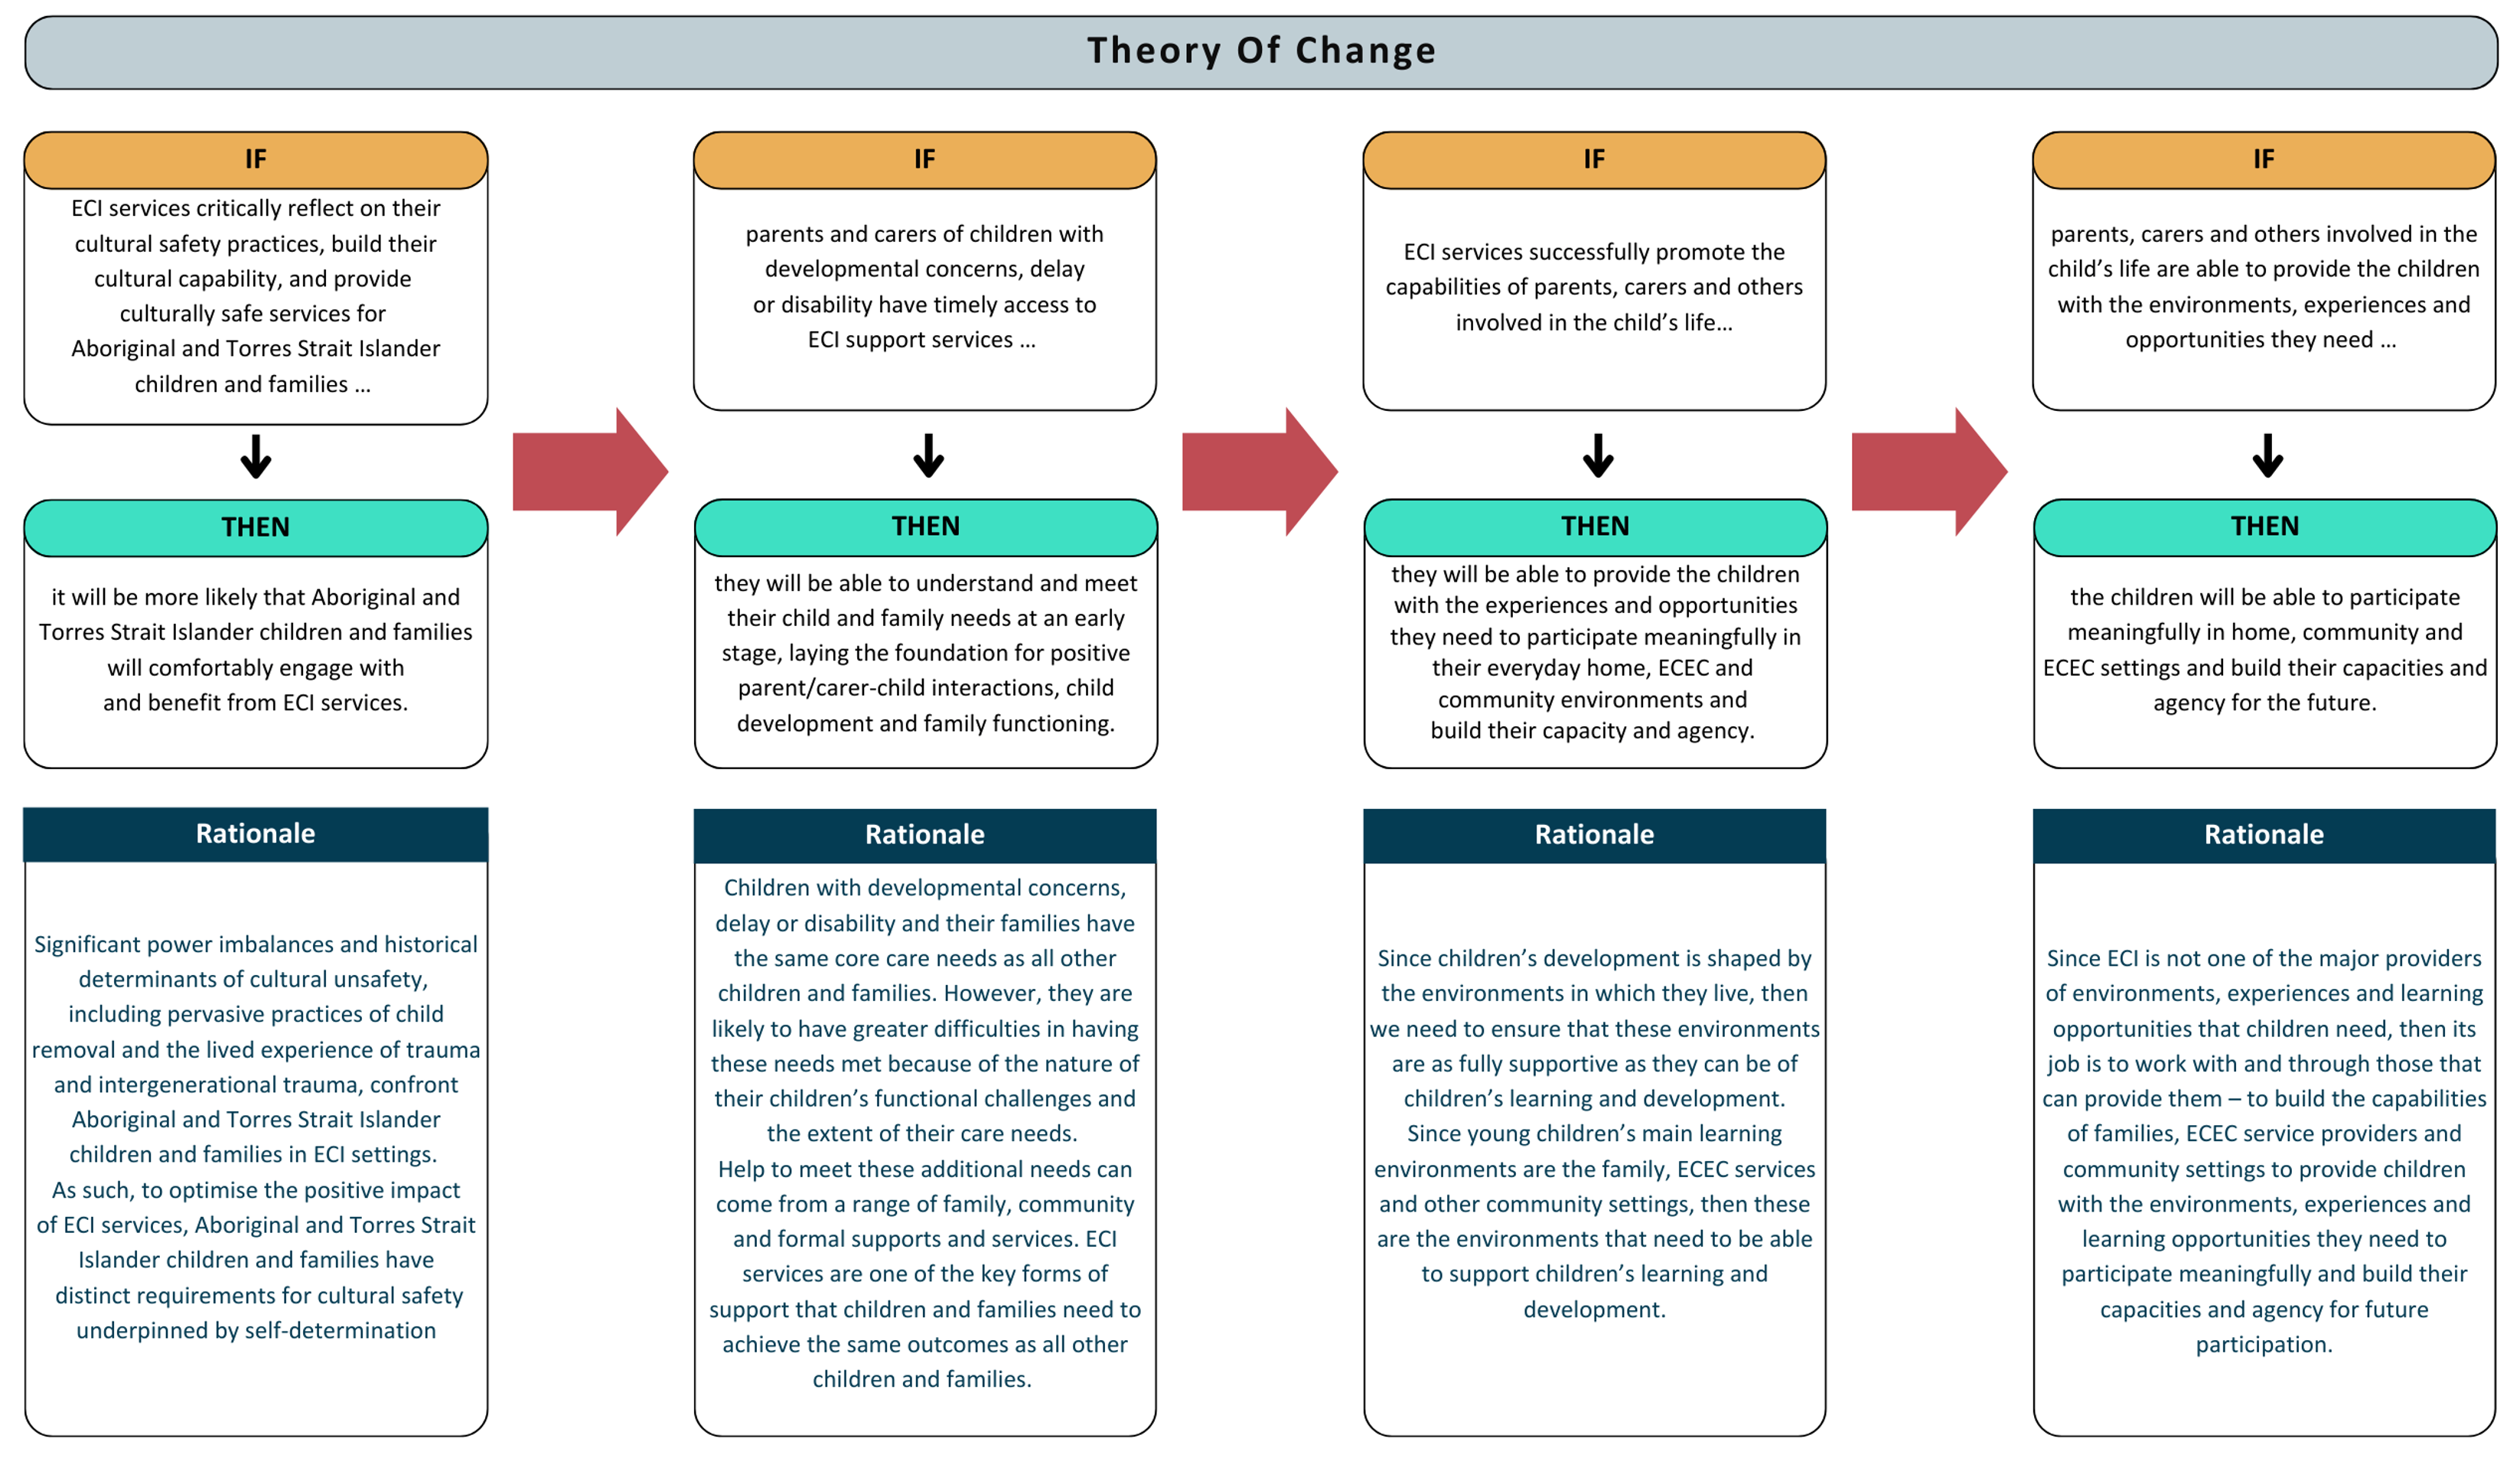 Theory Of Change
IF
ECI services critically reflect on their
cultural safety practices, build their
cultural capability, and provide
culturally safe services for
Aboriginal and Torres Strait Islander
children and families ...
THEN
it will be more likely that Aboriginal and
Torres Strait Islander children and families
will comfortably engage with
and benefit from ECI services.
Rationale
Significant power imbalances and historical
determinants of cultural unsafety,
including pervasive practices of child
removal and the lived experience of trauma
and intergenerational trauma, confront
Aboriginal and Torres Strait Islander
children and families in ECI settings.
As such, to optimise the positive impact
of ECI services, Aboriginal and Torres Strait
Islander children and families have
distinct requirements for cultural safety
underpinned by self-determination
IF
parents and carers of children with
developmental concerns, delay
or disability have timely access to
ECI support services ...
THEN
they will be able to understand and meet
their child and family needs at an early
stage, laying the foundation for positive
parent/carer-child interactions, child
development and family functioning.
Rationale
Children with developmental concerns,
delay or disability and their families have
the same core care needs as all other
children and families. However, they are
likely to have greater difficulties in having
these needs met because of the nature of
their children’s functional challenges and
the extent of their care needs.
Help to meet these additional needs can
come from a range of family, community
and formal supports and services. ECI
services are one of the key forms of
support that children and families need to
achieve the same outcomes as all other
children and families.
IF
ECI services successfully promote the
capabilities of parents, carers and others
involved in the child’s life...
THEN
they will be able to provide the children
with the experiences and opportunities
they need to participate meaningfully in
their everyday home, ECEC and
community environments and
build their capacity and agency.
Rationale
Since children’s development is shaped by
the environments in which they live, then
we need to ensure that these environments
are as fully supportive as they can be of
children’s learning and development.
Since young children’s main learning
environments are the family, ECEC services
and other community settings, then these
are the environments that need to be able
to support children’s learning and
development.
IF
parents, carers and others involved in the
child’s life are able to provide the children
with the environments, experiences and
opportunities they need ...
THEN
the children will be able to participate
meaningfully in home, community and
ECEC settings and build their capacities and
agency for the future.
Rationale
Since ECI is not one of the major providers
of environments, experiences and learning
opportunities that children need, then its
job is to work with and through those that
can provide them – to build the capabilities
of families, ECEC service providers and
community settings to provide children
with the environments, experiences and
learning opportunities they need to
participate meaningfully and build their
capacities and agency for future
participation.